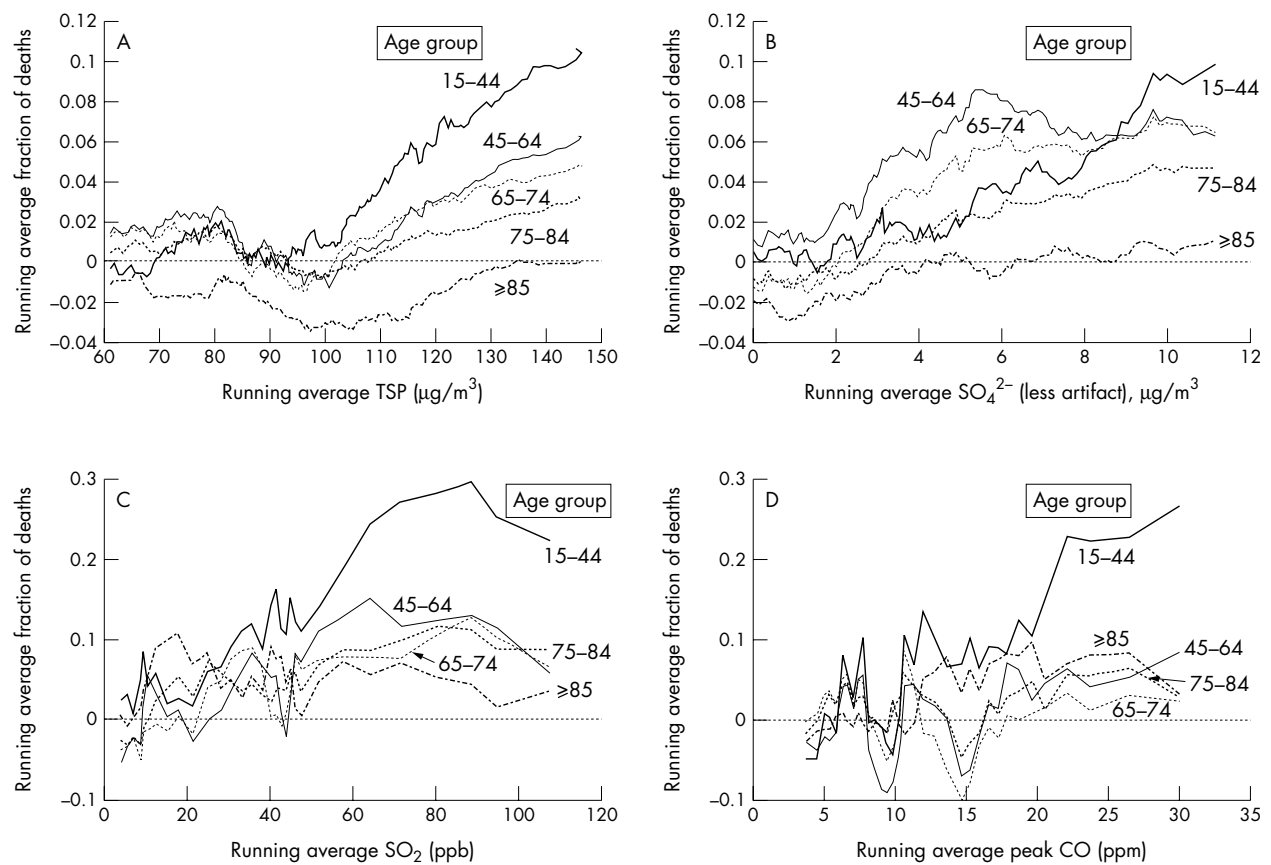 A
Age group
Running average fraction of deaths
0.12
0.1
0.08
0.06
0.04
0.02
0
–0.02
–0.04
15–44
45–64
65–74
75–84
≥85
60 70 80 90 100 110 120 130 140 150
Running average TSP (μg/m³)
B
Age group
Running average fraction of deaths
0.12
0.1
0.08
0.06
0.04
0.02
0
–0.02
–0.04
45–64
65–74
15–44
75–84
≥85
0 2 4 6 8 10 12
Running average SO₄²⁻ (less artifact), μg/m³
C
Age group
Running average fraction of deaths
0.3
0.2
0.1
0
–0.1
15–44
45–64
65–74
75–84
≥85
0 20 40 60 80 100 120
Running average SO₂ (ppb)
D
Age group
Running average fraction of deaths
0.3
0.2
0.1
0
–0.1
15–44
≥85
45–64
75–84
65–74
0 5 10 15 20 25 30 35
Running average peak CO (ppm)